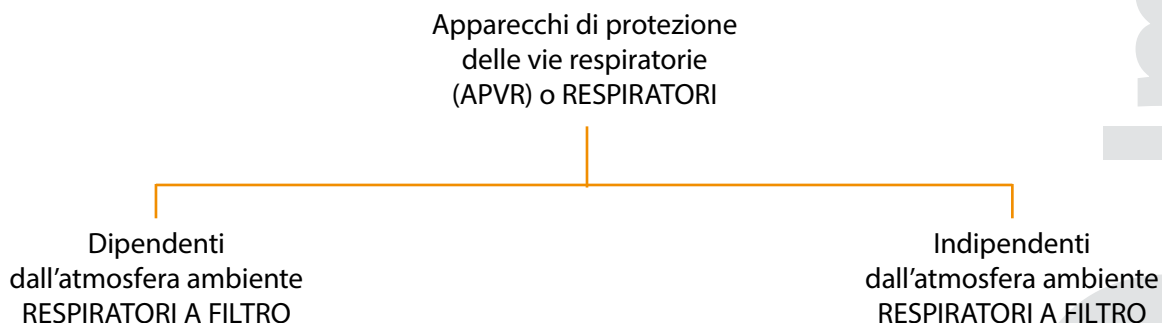 Apparecchi di protezione
delle vie respiratorie
(APVR) o RESPIRATORI
Dipendenti
dall’atmosfera ambiente
RESPIRATORI A FILTRO
Indipendenti
dall’atmosfera ambiente
RESPIRATORI A FILTRO